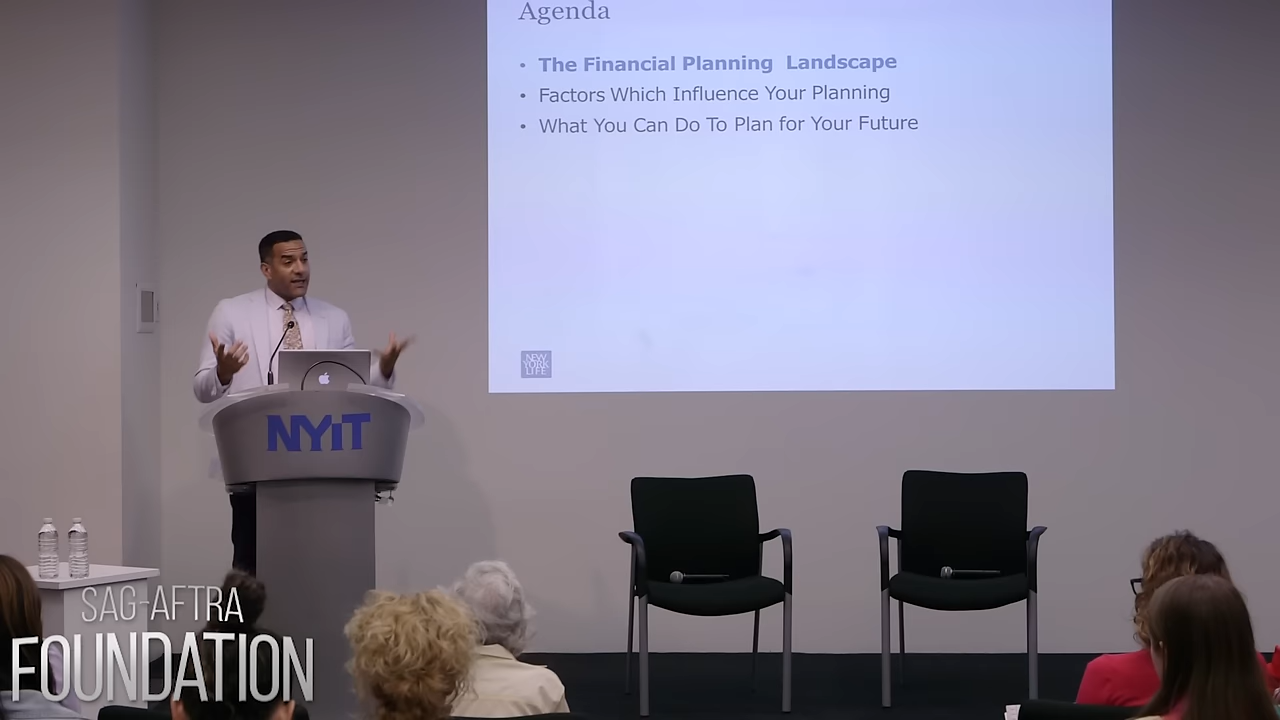 Agenda
• The Financial Planning Landscape
• Factors Which Influence Your Planning
• What You Can Do To Plan for Your Future
NEW
YORK
LIFE
NYiT
SAG-AFTRA
FOUNDATION